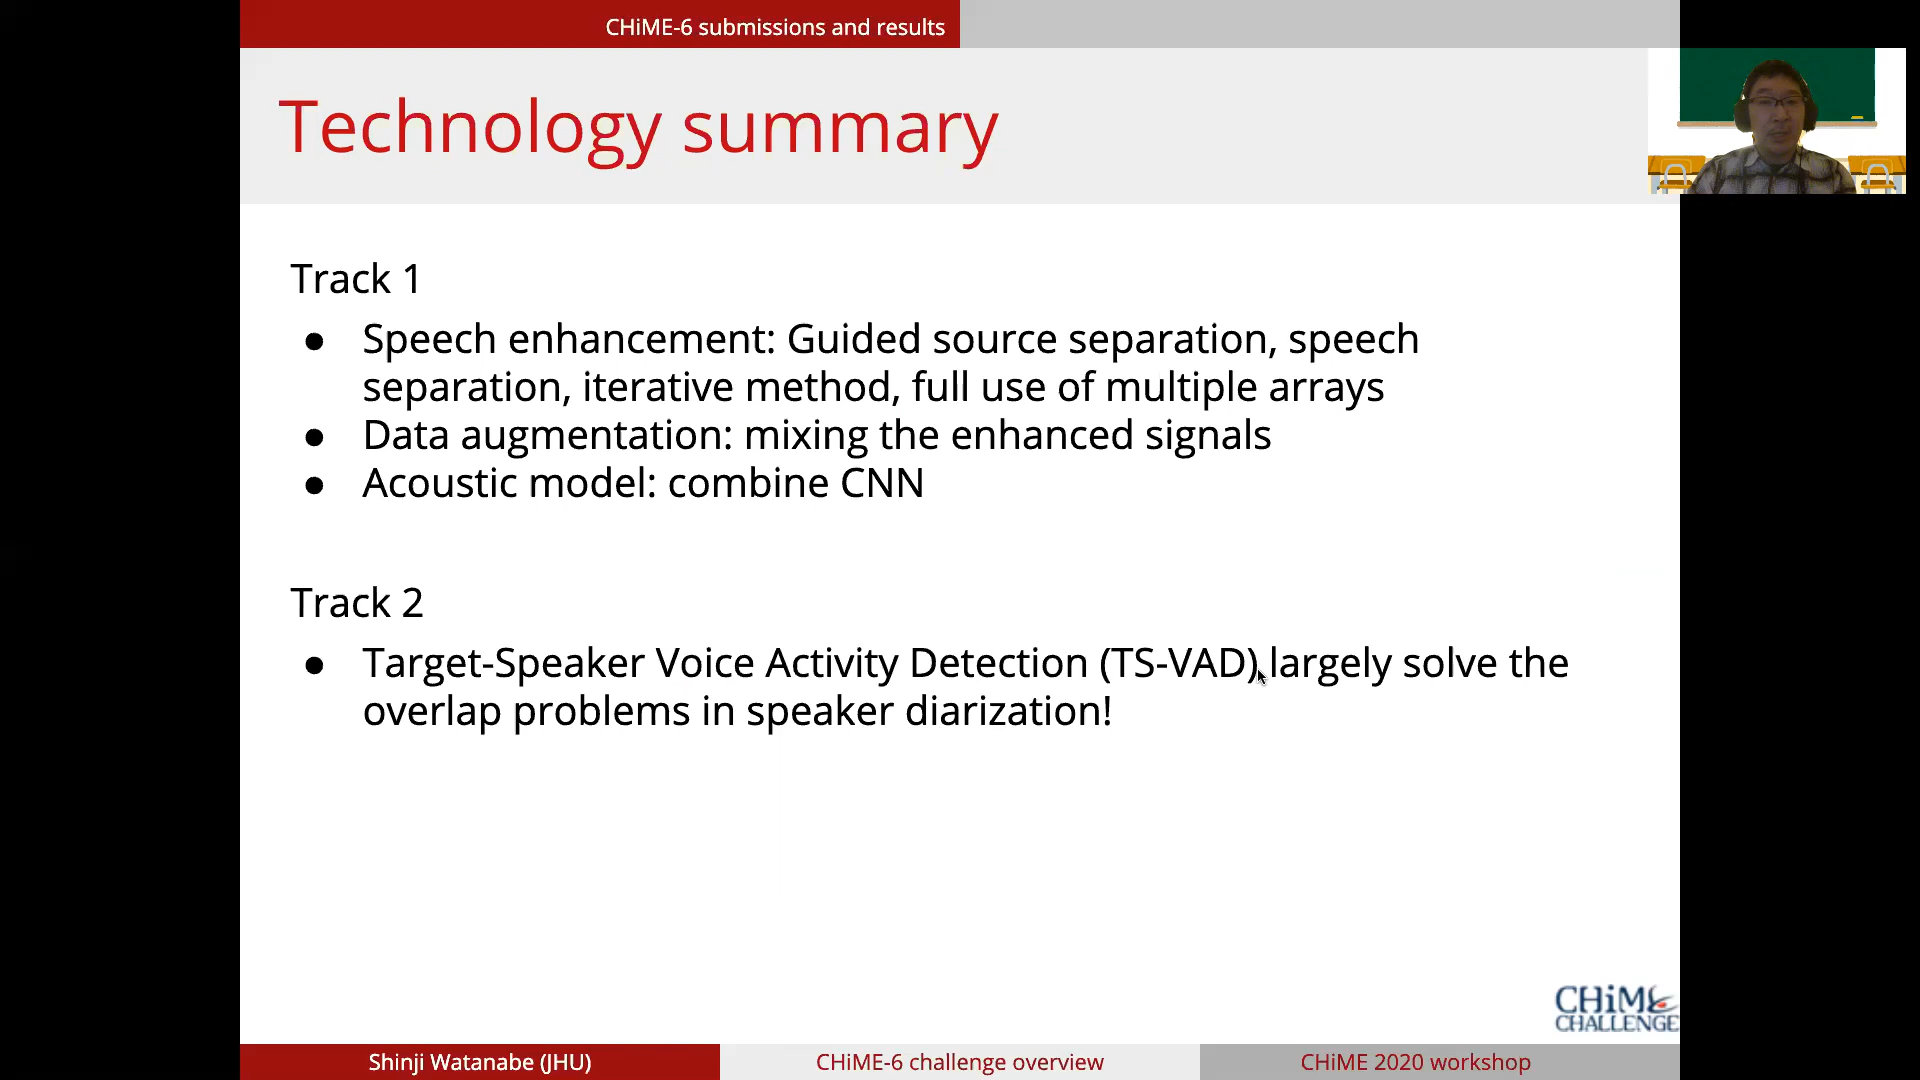 CHiME-6 submissions and results
Technology summary
Track 1
● Speech enhancement: Guided source separation, speech
separation, iterative method, full use of multiple arrays
● Data augmentation: mixing the enhanced signals
● Acoustic model: combine CNN
Track 2
● Target-Speaker Voice Activity Detection (TS-VAD) largely solve the
overlap problems in speaker diarization!
CHiME
CHALLENGE
Shinji Watanabe (JHU)
CHiME-6 challenge overview
CHiME 2020 workshop